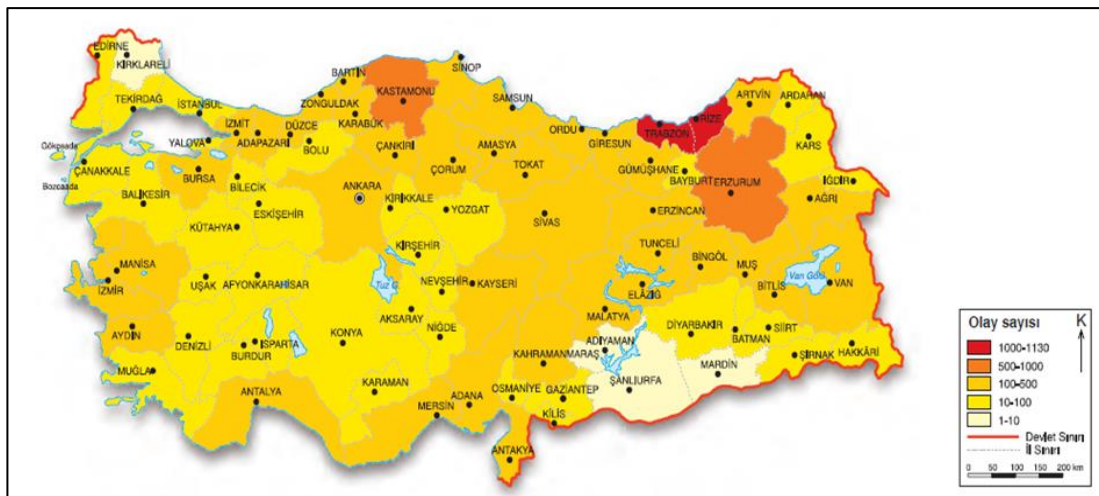 EDİRNE
KIRKLARELİ
TEKİRDAĞ
İSTANBUL
YALOVA
İZMİT
ADAPAZARI
DÜZCE
BOLU
ZONGULDAK
BARTIN
KARABÜK
KASTAMONU
SİNOP
SAMSUN
ÇANKIRI
ÇORUM
AMASYA
TOKAT
ORDU
GİRESUN
TRABZON
RİZE
ARTVİN
ARDAHAN
KARS
GÜMÜŞHANE
BAYBURT
ERZURUM
IĞDIR
AĞRI
Gökçeada
Bozcaada
ÇANAKKALE
BALIKESİR
BURSA
BİLECİK
ESKİŞEHİR
KÜTAHYA
ANKARA
KIRIKKALE
YOZGAT
SİVAS
ERZİNCAN
TUNCELİ
BİNGÖL
MUŞ
Van Gölü
VAN
BİTLİS
MANİSA
İZMİR
UŞAK
AFYONKARAHİSAR
Tuz G.
KIRŞEHİR
NEVŞEHİR
KAYSERİ
MALATYA
ELAZIĞ
AYDIN
DENİZLİ
BURDUR
ISPARTA
KONYA
AKSARAY
NİĞDE
KAHRAMANMARAŞ
ADIYAMAN
DİYARBAKIR
BATMAN
SİİRT
ŞIRNAK
HAKKÂRİ
MARDİN
ŞANLIURFA
MUĞLA
ANTALYA
KARAMAN
MERSİN
ADANA
OSMANİYE
GAZİANTEP
KİLİS
ANTAKYA
Olay sayısı
K
1000-1130
500-1000
100-500
10-100
1-10
Devlet Sınırı
İl Sınırı
0 50 100 150 200 km